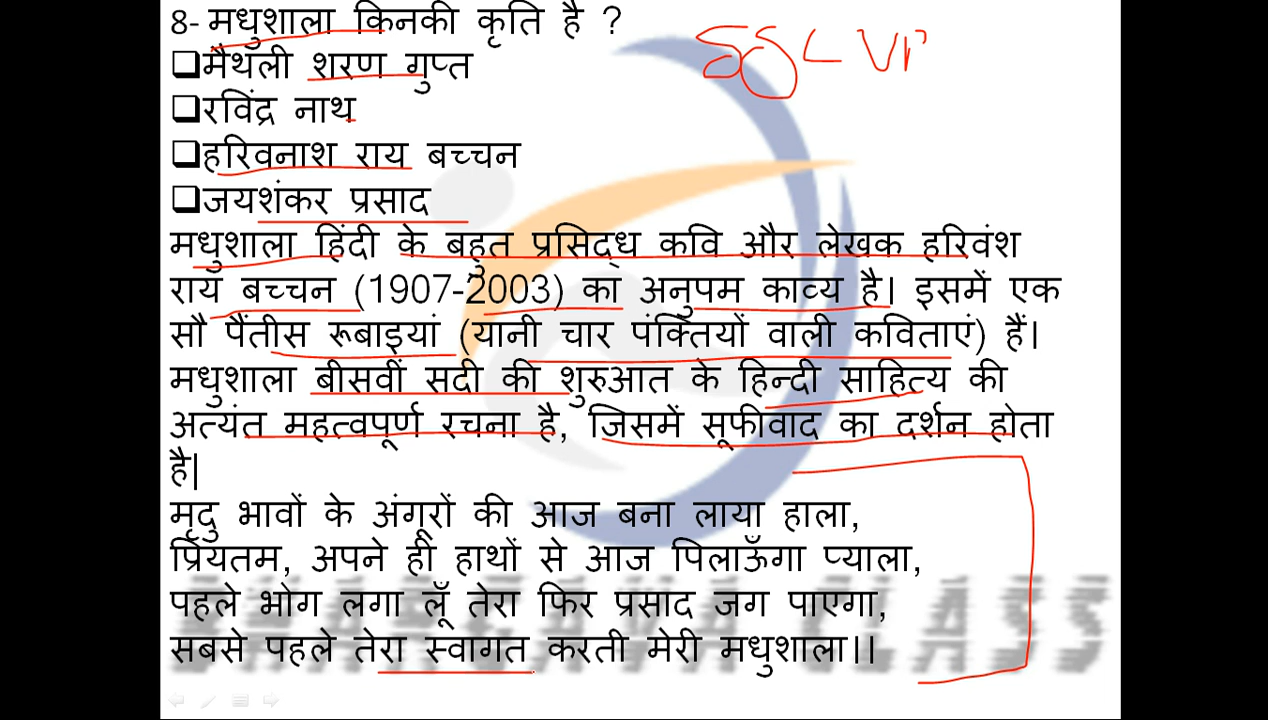 8- मधुशाला किनकी कृति है ?
❑मैथली शरण गुप्त
❑रविंद्र नाथ
❑हरिवनाश राय बच्चन
❑जयशंकर प्रसाद
मधुशाला हिंदी के बहुत प्रसिद्ध कवि और लेखक हरिवंश
राय बच्चन (1907-2003) का अनुपम काव्य है। इसमें एक
सौ पैंतीस रूबाइयां (यानी चार पंक्तियों वाली कविताएं) हैं।
मधुशाला बीसवीं सदी की शुरुआत के हिन्दी साहित्य की
अत्यंत महत्वपूर्ण रचना है, जिसमें सूफीवाद का दर्शन होता
है|
मृदु भावों के अंगूरों की आज बना लाया हाला,
प्रियतम, अपने ही हाथों से आज पिलाऊँगा प्याला,
पहले भोग लगा लूँ तेरा फिर प्रसाद जग पाएगा,
सबसे पहले तेरा स्वागत करती मेरी मधुशाला।।
BHARGAVA CLASS